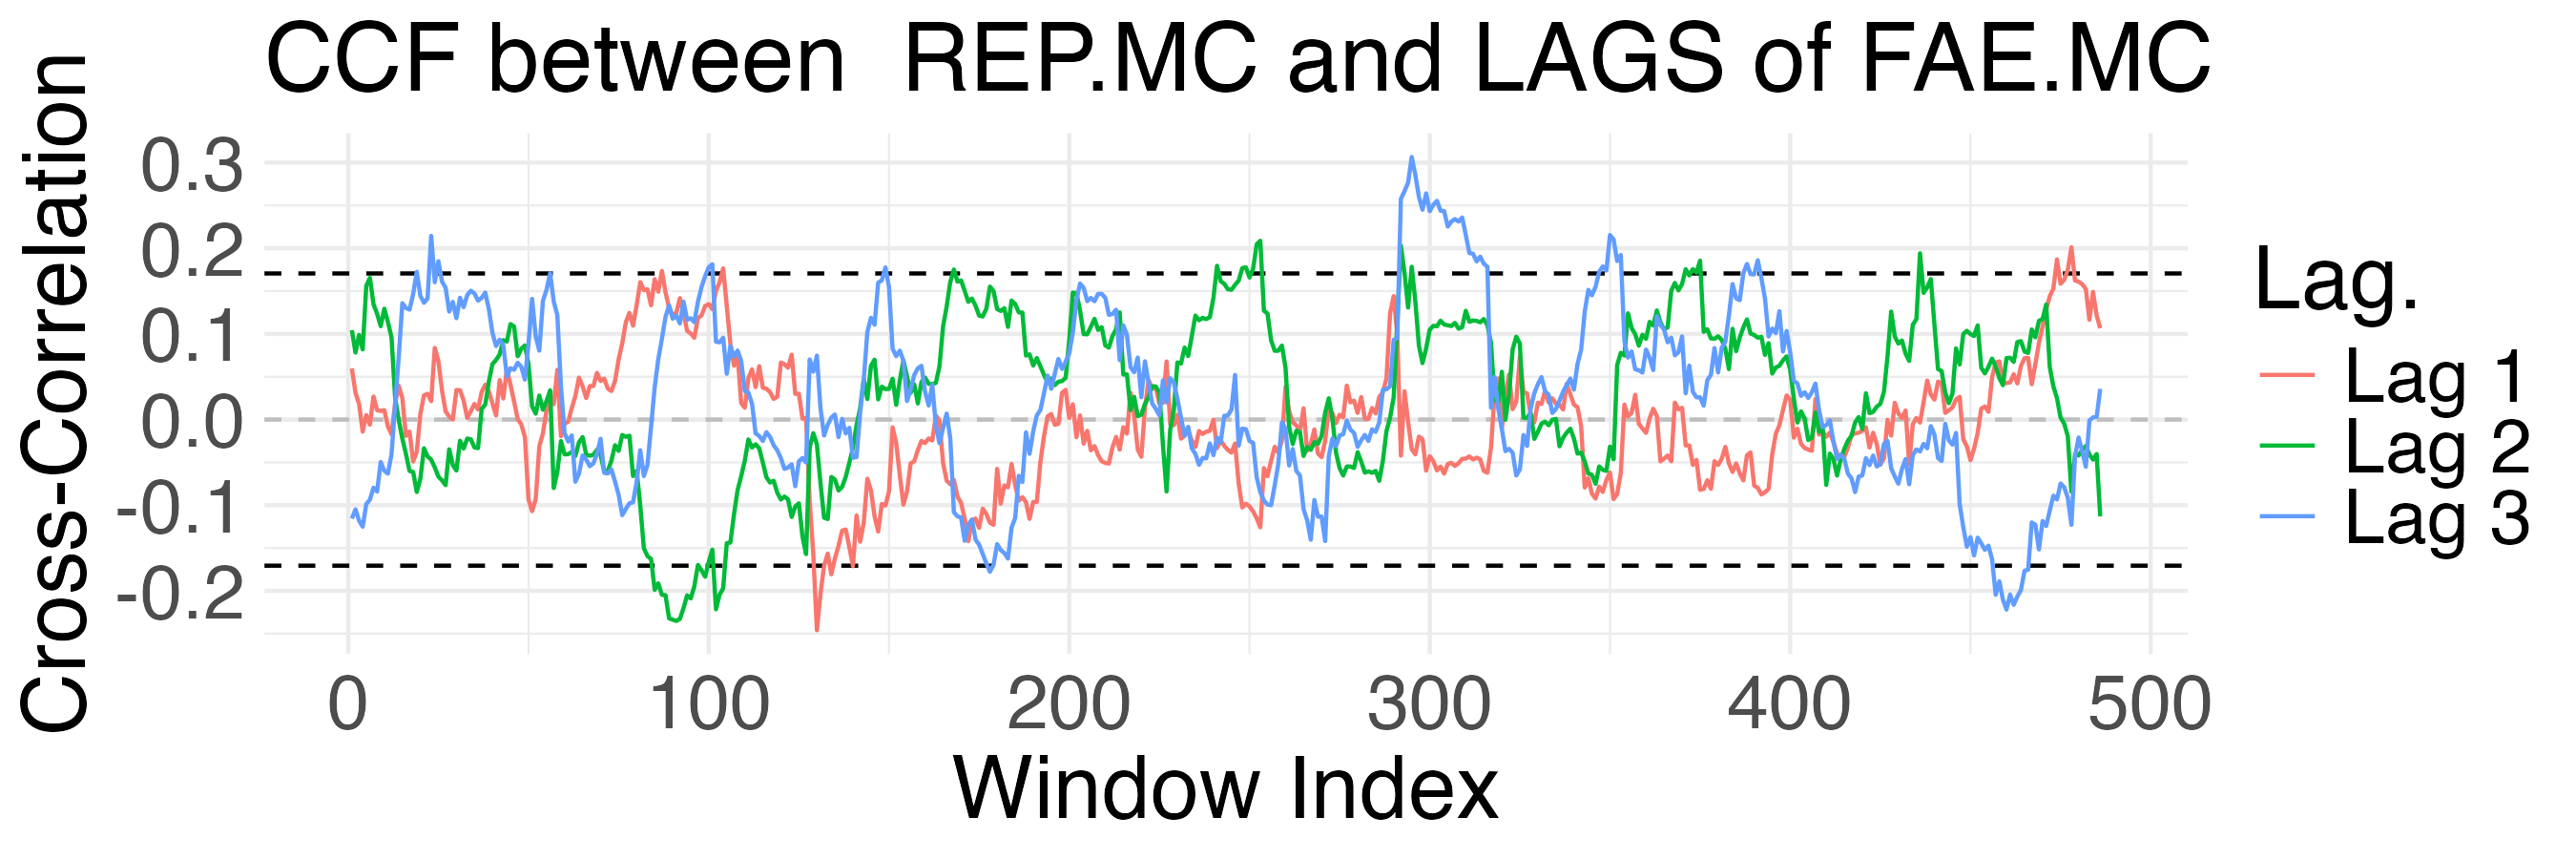 CCF between  REP.MC and LAGS of FAE.MC
Cross-Correlation
0.3
0.2
0.1
0.0
-0.1
-0.2
0 100 200 300 400 500
Window Index
Lag.
Lag 1
Lag 2
Lag 3